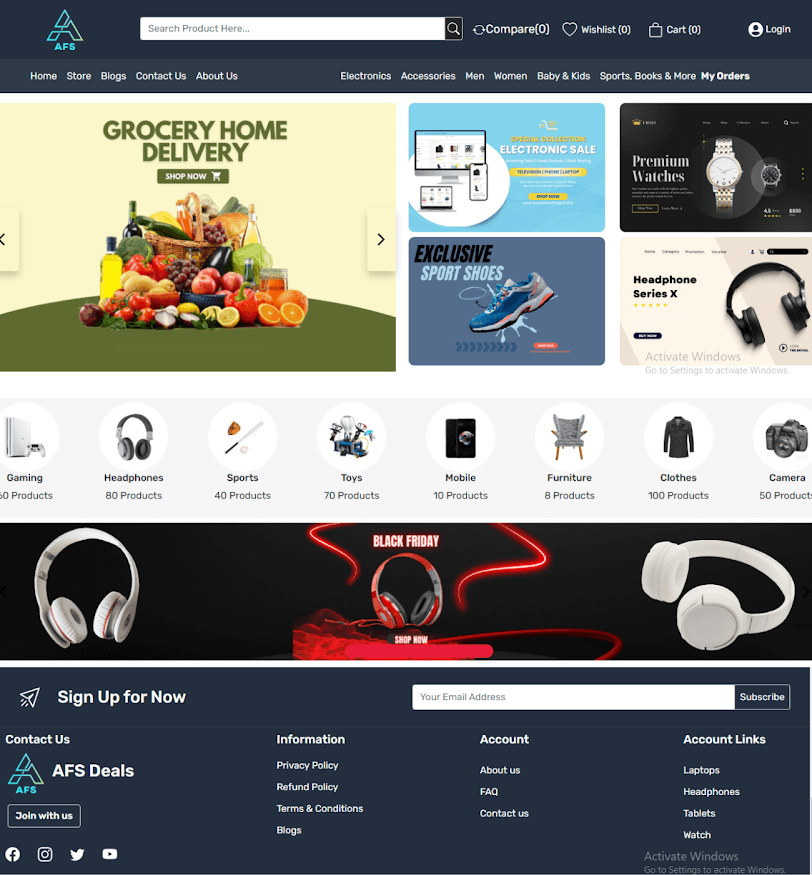 AFS
Search Product Here...
Compare(0)
Wishlist (0)
Cart (0)
Login
Home Store Blogs Contact Us About Us
Electronics Accessories Men Women Baby & Kids Sports, Books & More My Orders
GROCERY HOME
DELIVERY
SHOP NOW
SPECIAL COLLECTION
ELECTRONIC SALE
TELEVISION | PHONE | LAPTOP
SHOP NOW
Premium
Watches
4.5
EXCLUSIVE
SPORT SHOES
Headphone
Series X
BUY NOW
Activate Windows
Go to Settings to activate Windows.
Gaming
60 Products
Headphones
80 Products
Sports
40 Products
Toys
70 Products
Mobile
10 Products
Furniture
8 Products
Clothes
100 Products
Camera
50 Produc
BLACK FRIDAY
SHOP NOW
Sign Up for Now
Your Email Address
Subscribe
Contact Us
AFS
AFS Deals
Join with us
Information
Privacy Policy
Refund Policy
Terms & Conditions
Blogs
Account
About us
FAQ
Contact us
Account Links
Laptops
Headphones
Tablets
Watch
Activate Windows
Go to Settings to activate Windows.